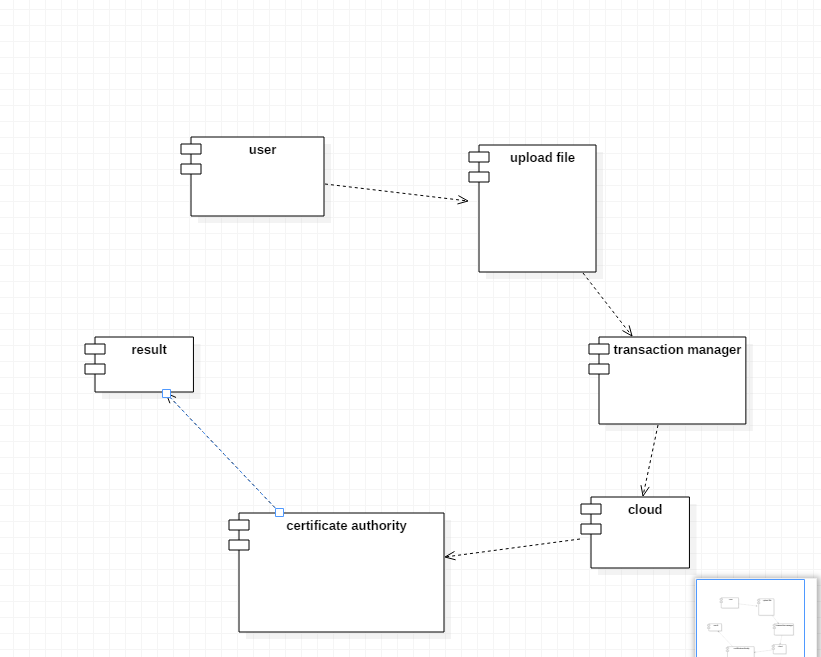 user
upload file
result
transaction manager
cloud
certificate authority